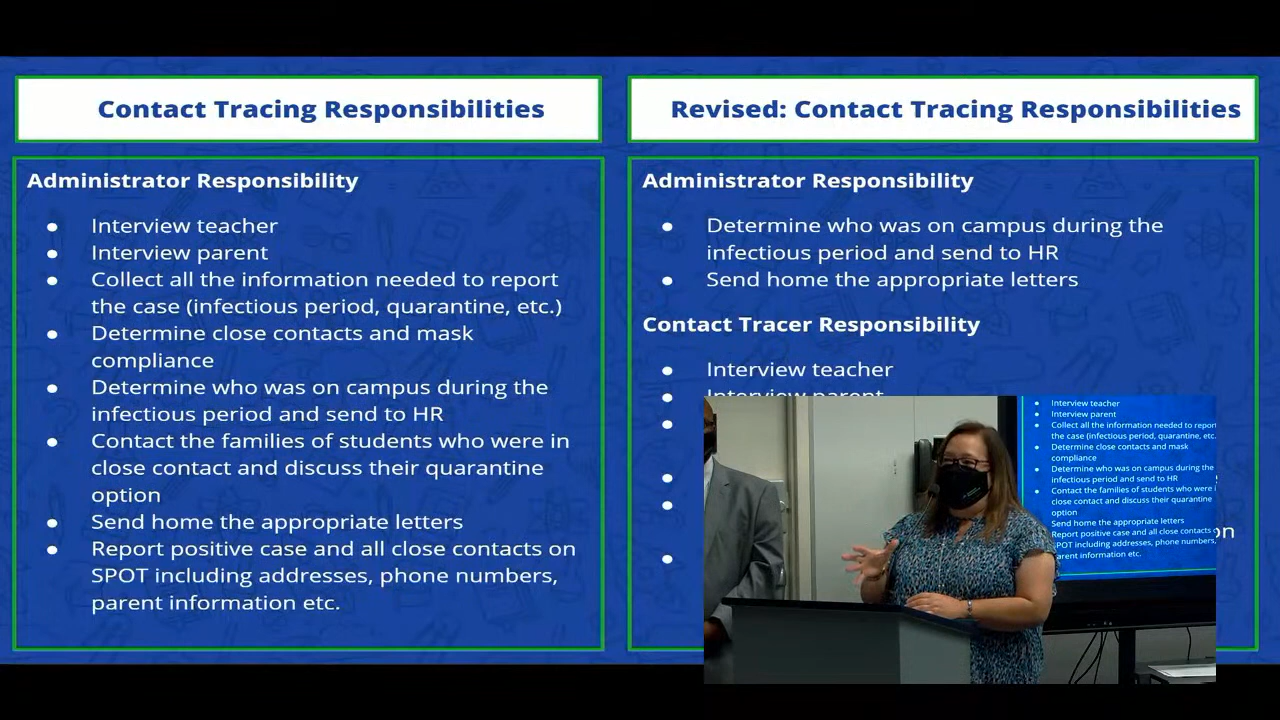 Contact Tracing Responsibilities
Administrator Responsibility
● Interview teacher
● Interview parent
● Collect all the information needed to report
the case (infectious period, quarantine, etc.)
● Determine close contacts and mask
compliance
● Determine who was on campus during the
infectious period and send to HR
● Contact the families of students who were in
close contact and discuss their quarantine
option
● Send home the appropriate letters
● Report positive case and all close contacts on
SPOT including addresses, phone numbers,
parent information etc.
Revised: Contact Tracing Responsibilities
Administrator Responsibility
● Determine who was on campus during the
infectious period and send to HR
● Send home the appropriate letters
Contact Tracer Responsibility
● Interview teacher
● Interview parent
●
●
●
●
Interview teacher
Interview parent
Collect all the information needed to report
the case (infectious period, quarantine, etc.
Determine close contacts and mask
compliance
Determine who was on campus during the
infectious period and send to HR
Contact the families of students who were i
close contact and discuss their quarantine
option
Send home the appropriate letters
Report positive case and all close contacts
SPOT including addresses, phone numbers,
parent information etc.